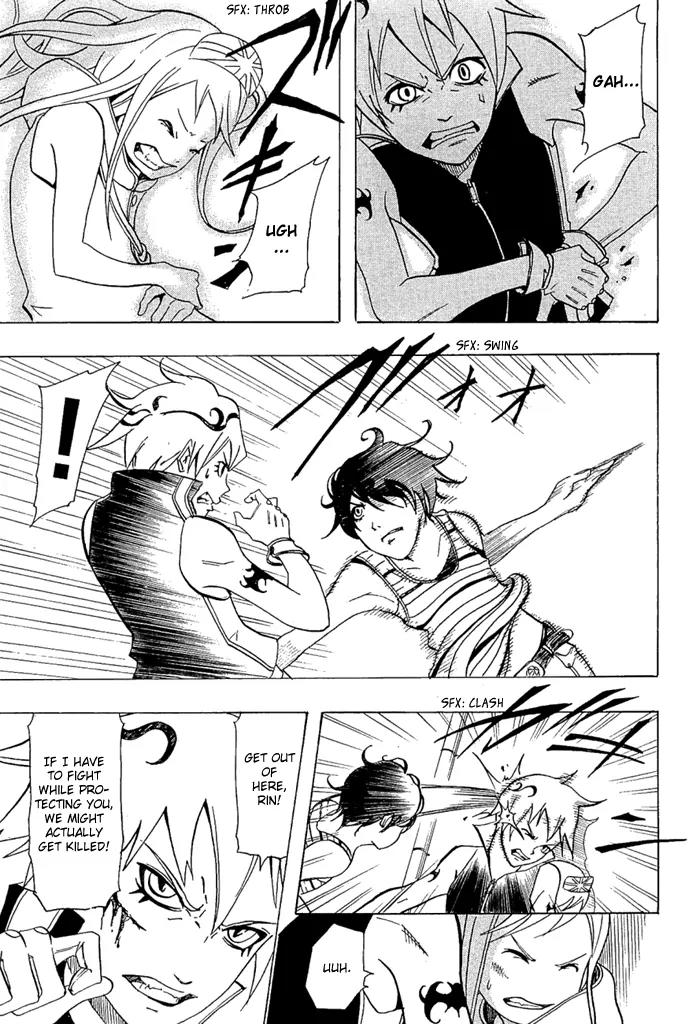 GAH...
SFX: THROB
UGH
...
SFX: SWING
!
SFX: CLASH
GET OUT
OF
HERE,
RIN!
IF I HAVE
TO FIGHT
WHILE PRO-
TECTING YOU,
WE MIGHT
ACTUALLY
GET KILLED!
UUH.